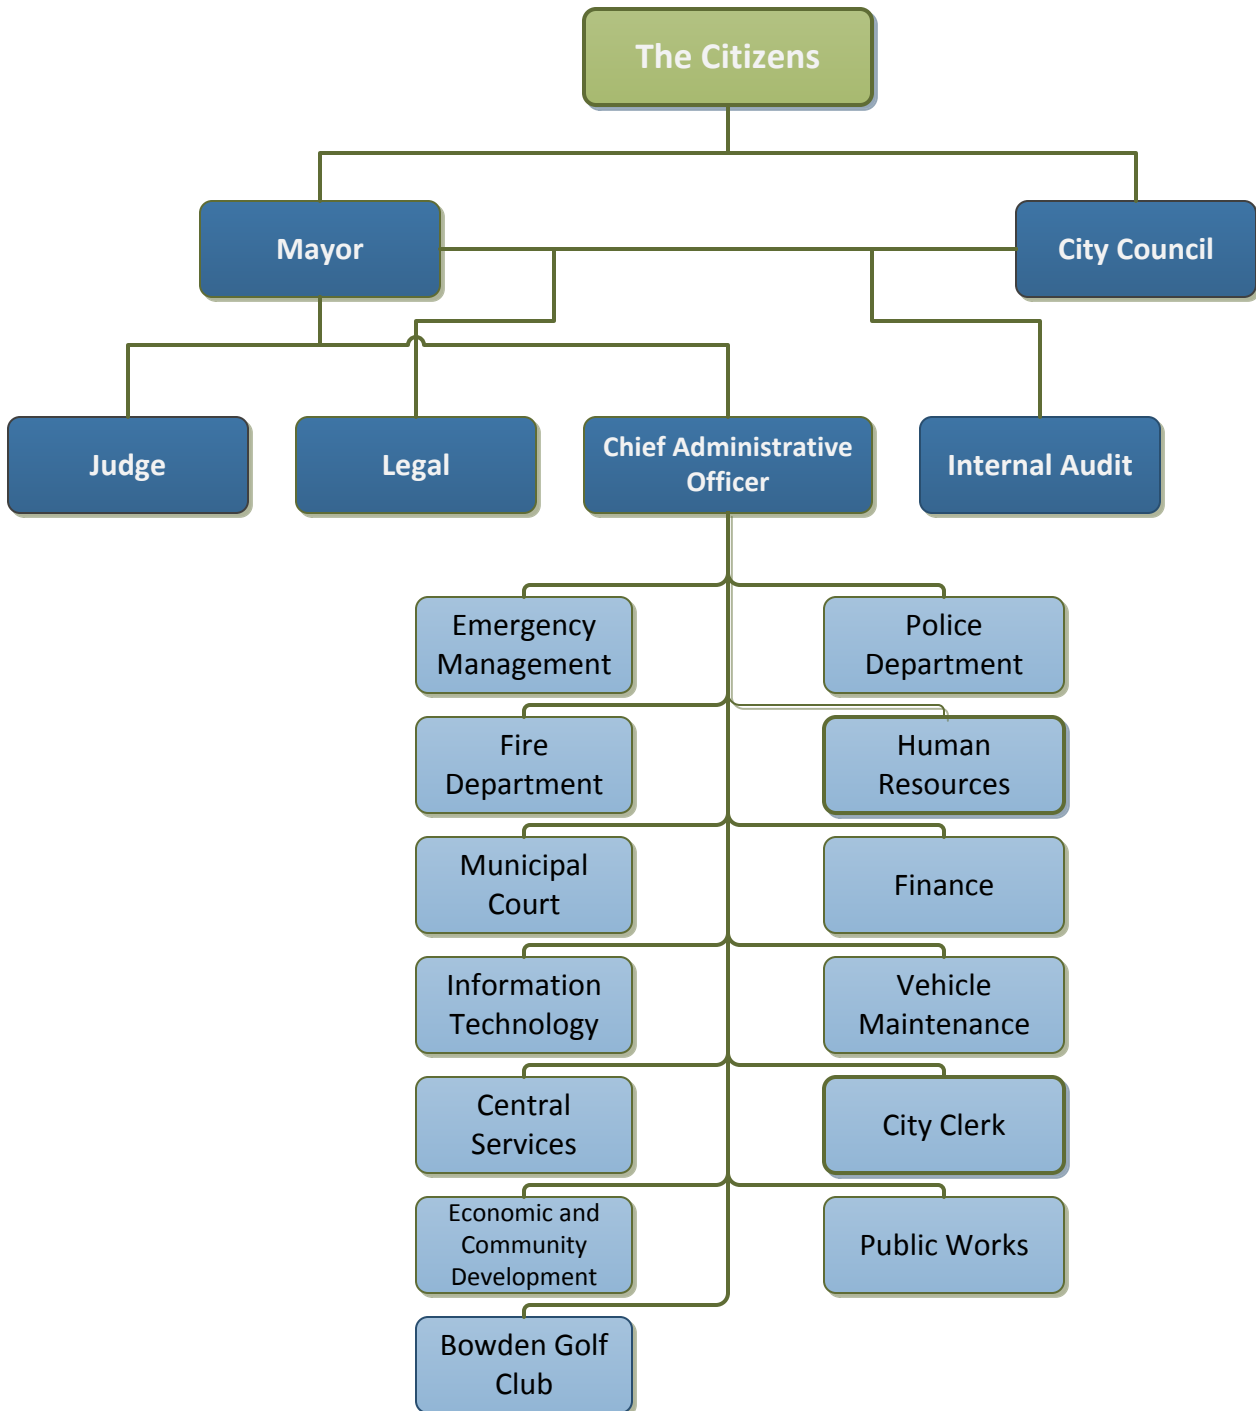 The Citizens
Mayor
City Council
Judge
Legal
Chief Administrative
Officer
Internal Audit
Emergency
Management
Police
Department
Fire
Department
Human
Resources
Municipal
Court
Finance
Information
Technology
Vehicle
Maintenance
Central
Services
City Clerk
Economic and
Community
Development
Public Works
Bowden Golf
Club